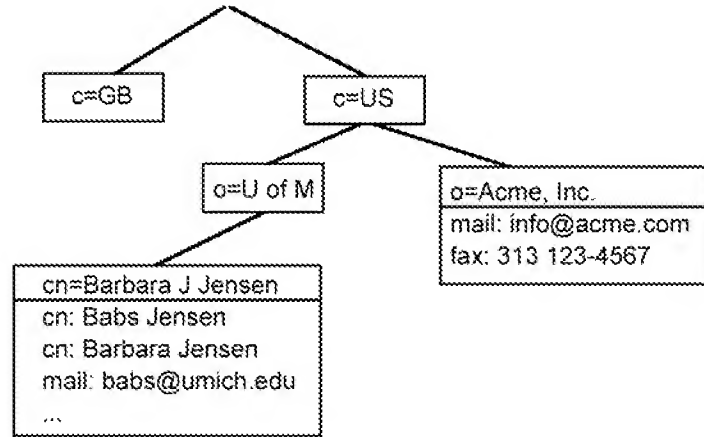 c=GB
c=US
o=U of M
o=Acme, Inc.
mail: info@acme.com
fax: 313 123-4567
cn=Barbara J Jensen
cn: Babs Jensen
cn: Barbara Jensen
mail: babs@umich.edu
...